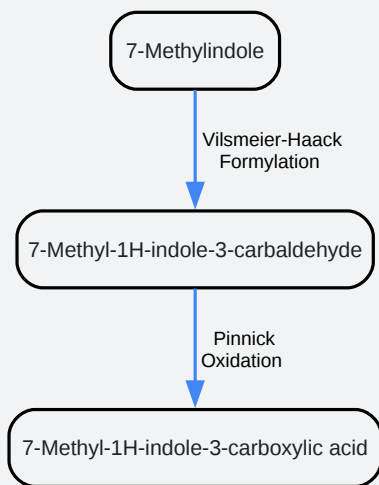 7-Methylindole
Vilsmeier-Haack
Formylation
7-Methyl-1H-indole-3-carbaldehyde
Pinnick
Oxidation
7-Methyl-1H-indole-3-carboxylic acid